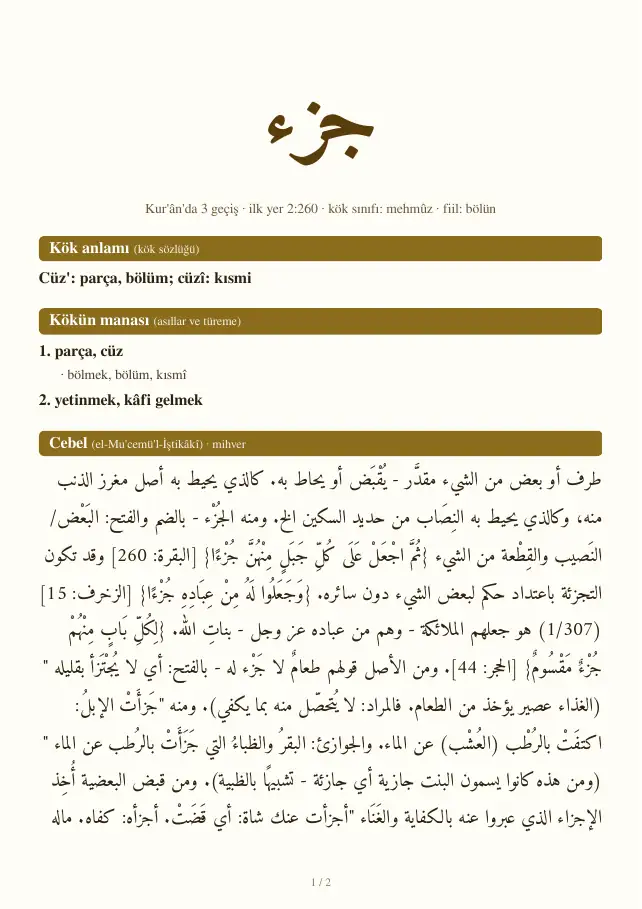 جزء
Kur'ân'da 3 geçiş · ilk yer 2:260 · kök sınıfı: mehmûz · fiil: bölün
Kök anlamı (kök sözlüğü)
Cüz': parça, bölüm; cüzî: kısmi
Kökün manası (asıllar ve türeme)
1. parça, cüz
· bölmek, bölüm, kısmî
2. yetinmek, kâfi gelmek
Cebel (el-Mu'cemü'l-İştikâkî) · mihver
طرف أو بعض من الشيء مقدَّر - يُقْبَض أو يحاط به. كالذي يحيط به أصل مغرز الذنب
منه، وكالذي يحيط به النِصَاب من حديد السكين الخ. ومنه الجُزْء - بالضم والفتح: البَعْض/
النَصيب والقِطْعة من الشيء {ثُمَّ اجْعَلْ عَلَى كُلِّ جَبَلٍ مِنْهُنَّ جُزْءًا} [البقرة: 260] وقد تكون
التجزئة باعتداد حكم لبعض الشيء دون سائره. {وَجَعَلُوا لَهُ مِنْ عِبَادِهِ جُزْءًا} [الزخرف: 15]
(1/307) هو جعلهم الملائكة - وهم من عباده عز وجل - بناتِ الله. {لِكُلِّ بَابٍ مِنْهُمْ
جُزْءٌ مَقْسُومٌ} [الحجر: 44]. ومن الأصل قولهم طعامٌ لا جَزْء له - بالفتح: أي لا يُجْتَزَأ بقليله "
(الغذاء عصير يؤخذ من الطعام. فالمراد: لا يُتحصّل منه بما يكفي). ومنه "جَزأَتْ الإبلُ:
اكتفَتْ بالرُطْب (العُشْب) عن الماء. والجوازئ: البقرُ والظباءُ التي جَزَأَتْ بالرُطب عن الماء "
(ومن هذه كانوا يسمون البنت جازية أي جازئة - تشبيهًا بالظبية). ومن قبض البعضية أُخِذ
الإجزاء الذي عبروا عنه بالكفاية والغَنَاء "أجزأت عنك شاة: أي قَضَتْ. أجزأه: كفاه. ماله
1 / 2